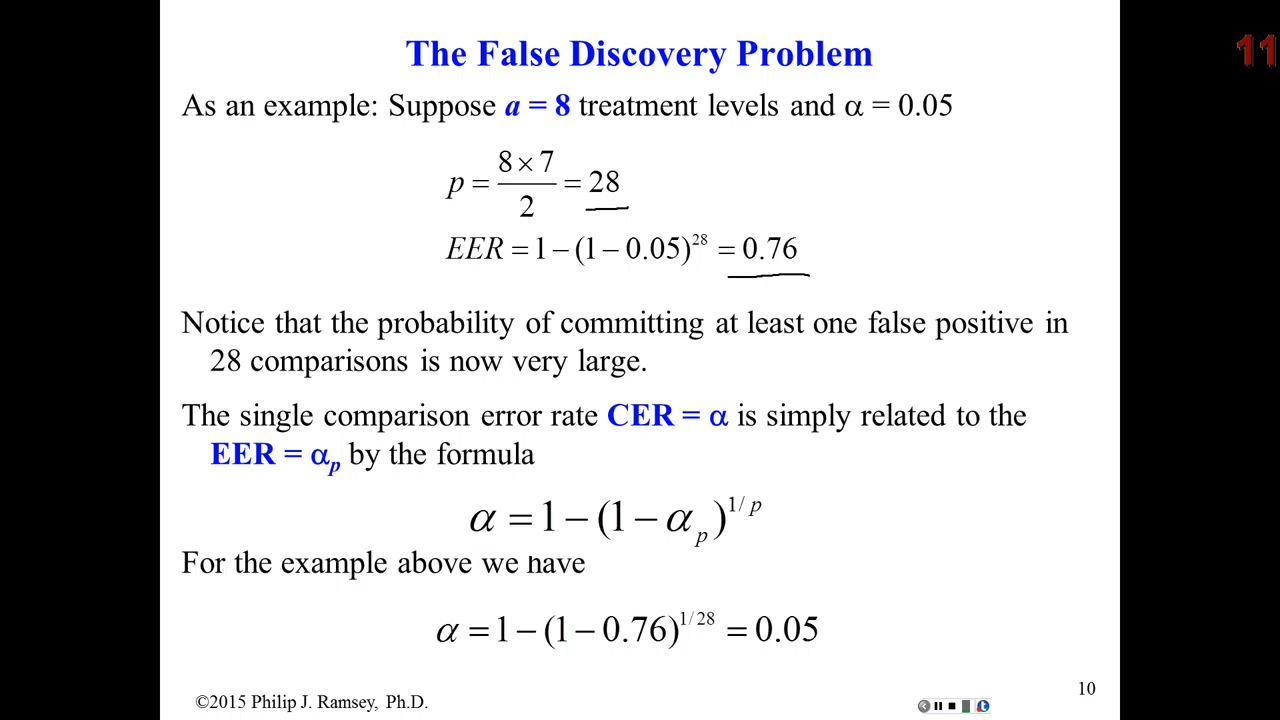 The False Discovery Problem
11
As an example: Suppose a = 8 treatment levels and α = 0.05
p = 8 × 7 / 2 = 28
EER = 1 − (1 − 0.05)^28 = 0.76
Notice that the probability of committing at least one false positive in
28 comparisons is now very large.
The single comparison error rate CER = α is simply related to the
EER = α_p by the formula
α = 1 − (1 − α_p)^1/p
For the example above we have
α = 1 − (1 − 0.76)^1/28 = 0.05
©2015 Philip J. Ramsey, Ph.D.
10